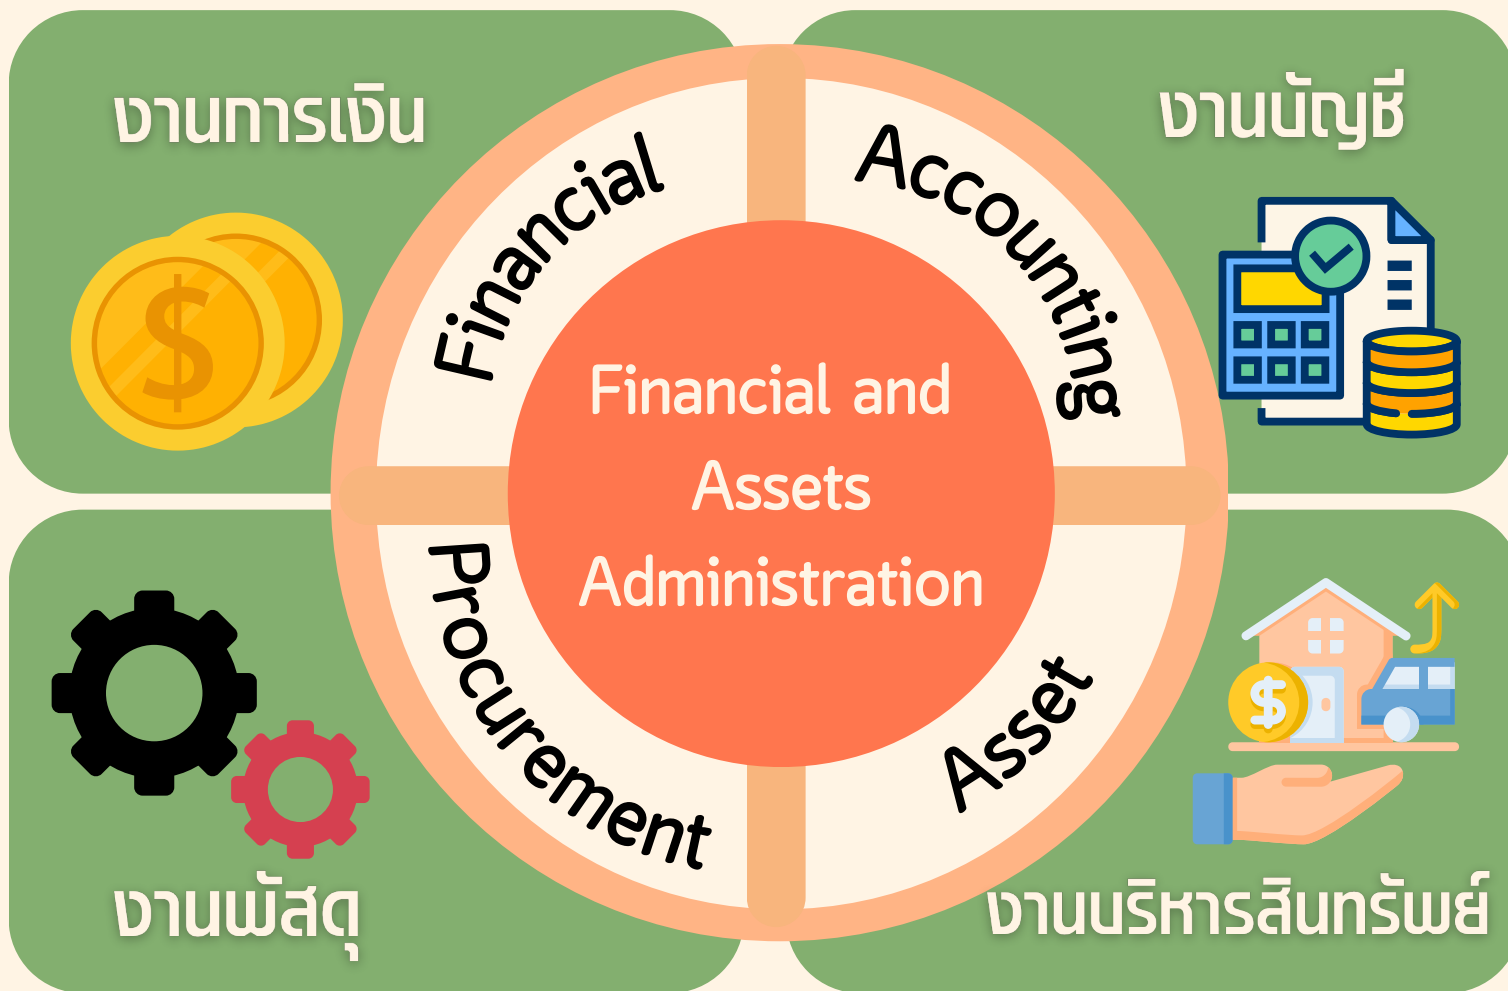 งานการเงิน
งานบัญชี
Financial
Accounting
Financial and
Assets
Administration
Procurement
Asset
งานพัสดุ
งานบริหารสินทรัพย์